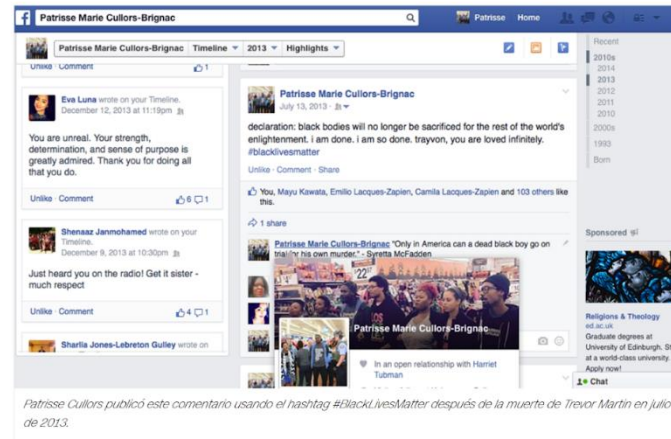 Patrisse Marie Cullors-Brignac
Patrisse Home
Patrisse Marie Cullors-Brignac Timeline 2013 Highlights
Unlike · Comment 1
Eva Luna wrote on your Timeline.
December 12, 2013 at 11:19pm
You are unreal. Your strength,
determination, and sense of purpose is
greatly admired. Thank you for doing all
that you do.
Unlike · Comment 6 1
Shenaaz Janmohamed wrote on your
Timeline.
December 9, 2013 at 10:30pm
Just heard you on the radio! Get it sister -
much respect
Unlike · Comment 4 1
Sharlia Jones-Lebreton Gulley wrote on
Patrisse Marie Cullors-Brignac
July 13, 2013 ·
declaration: black bodies will no longer be sacrificed for the rest of the world's
enlightenment. i am done. i am so done. trayvon, you are loved infinitely.
#blacklivesmatter
Unlike · Comment · Share
You, Mayu Kawata, Emilio Lacques-Zapien, Camila Lacques-Zapien and 103 others like
this.
1 share
Patrisse Marie Cullors-Brignac "Only in America can a dead black boy go on
trial for his own murder." - Syretta McFadden
22
Patrisse Marie Cullors-Brignac
In an open relationship with Harriet
Tubman
Recent
2010s
2014
2013
2012
2011
2010
2000s
1993
Born
Sponsored
Religions & Theology
ed.ac.uk
Graduate degrees at
University of Edinburgh. St
at a world-class university.
Apply now!
Chat
Patrisse Cullors publicó este comentario usando el hashtag #BlackLivesMatter después de la muerte de Trevor Martin en julio
de 2013.